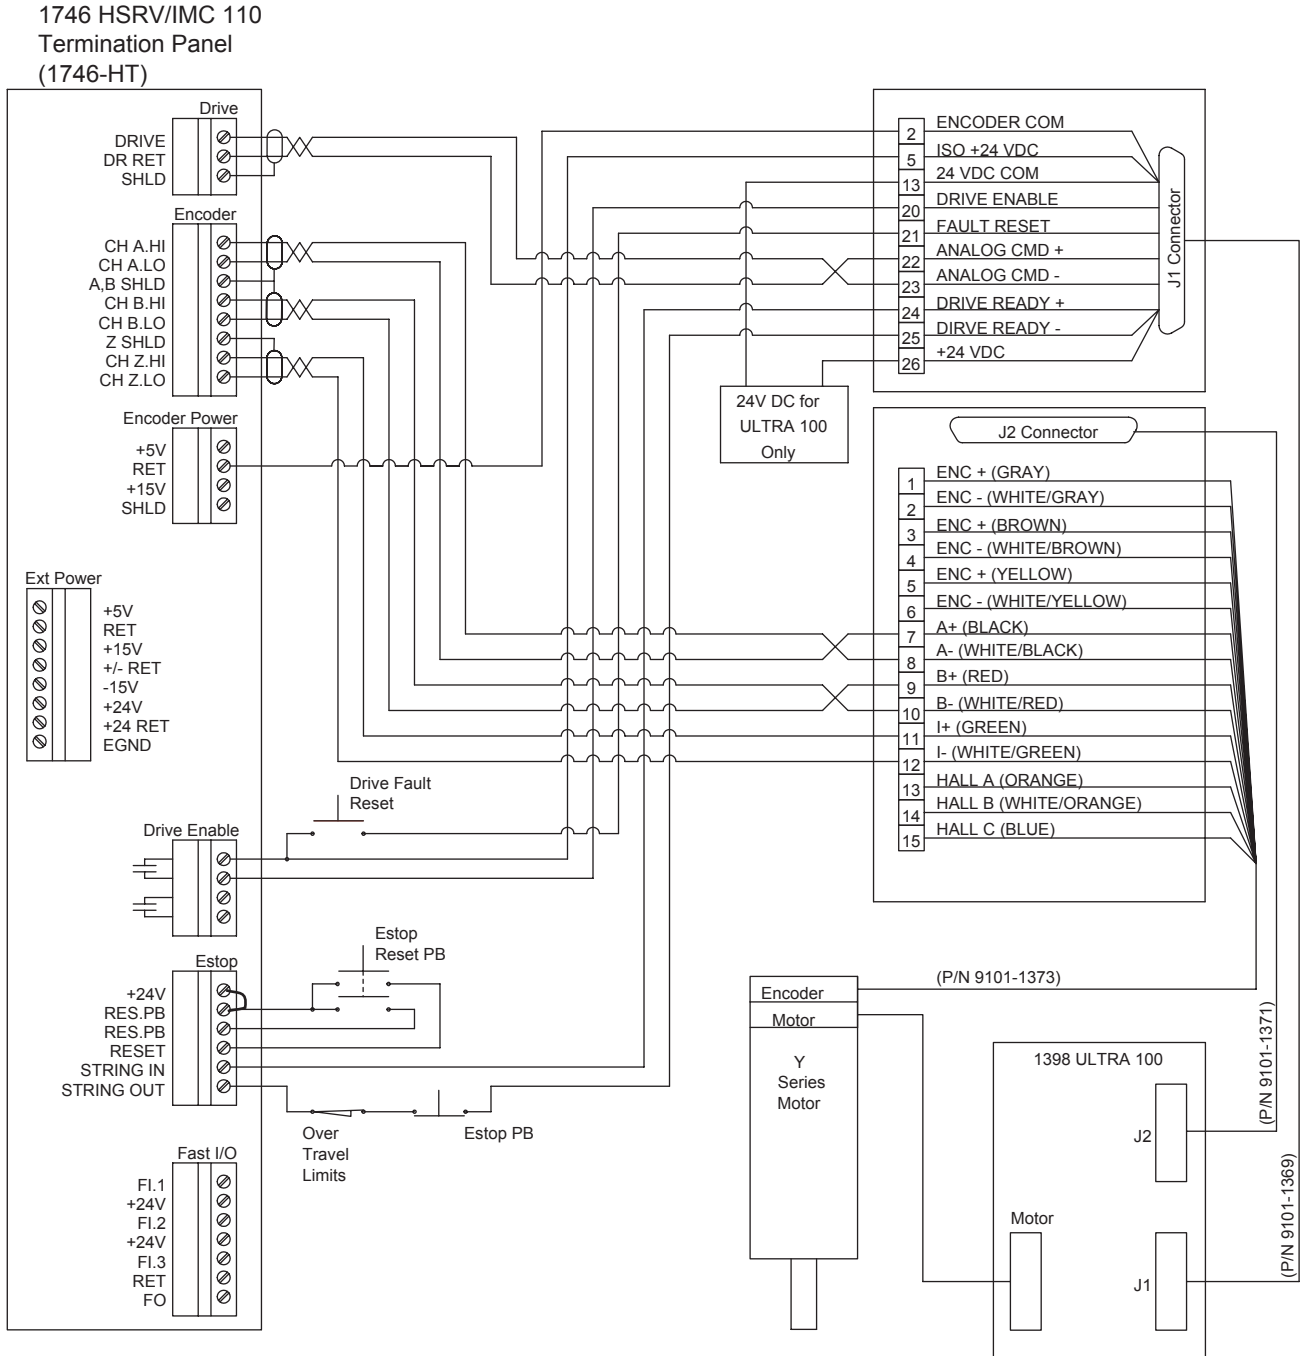 1746 HSRV/IMC 110
Termination Panel
(1746-HT)
Drive
DRIVE
DR RET
SHLD
Encoder
CH A.HI
CH A.LO
A,B SHLD
CH B.HI
CH B.LO
Z SHLD
CH Z.HI
CH Z.LO
Encoder Power
+5V
RET
+15V
SHLD
Ext Power
+5V
RET
+15V
+/- RET
-15V
+24V
+24 RET
EGND
Drive Fault
Reset
Drive Enable
Estop
Reset PB
Estop
+24V
RES.PB
RES.PB
RESET
STRING IN
STRING OUT
Over
Travel
Limits
Estop PB
Fast I/O
FI.1
+24V
FI.2
+24V
FI.3
RET
FO
2 ENCODER COM
5 ISO +24 VDC
13 24 VDC COM
20 DRIVE ENABLE
21 FAULT RESET
22 ANALOG CMD +
23 ANALOG CMD -
24 DRIVE READY +
25 DIRVE READY -
26 +24 VDC
J1 Connector
24V DC for
ULTRA 100
Only
J2 Connector
1 ENC + (GRAY)
2 ENC - (WHITE/GRAY)
3 ENC + (BROWN)
4 ENC - (WHITE/BROWN)
5 ENC + (YELLOW)
6 ENC - (WHITE/YELLOW)
7 A+ (BLACK)
8 A- (WHITE/BLACK)
9 B+ (RED)
10 B- (WHITE/RED)
11 I+ (GREEN)
12 I- (WHITE/GREEN)
13 HALL A (ORANGE)
14 HALL B (WHITE/ORANGE)
15 HALL C (BLUE)
(P/N 9101-1373)
Encoder
Motor
Y
Series
Motor
(P/N 9101-1371)
1398 ULTRA 100
J2
(P/N 9101-1369)
Motor
J1